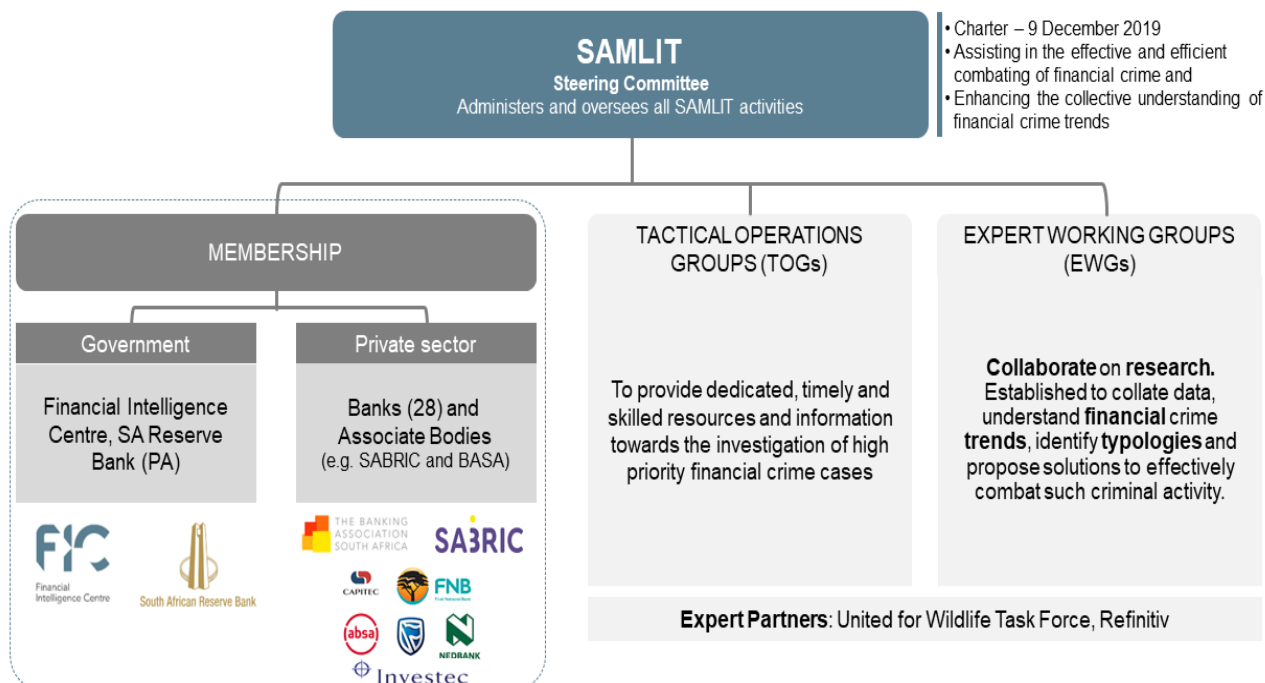 SAMLIT
Steering Committee
Administers and oversees all SAMLIT activities
• Charter – 9 December 2019
• Assisting in the effective and efficient
combating of financial crime and
• Enhancing the collective understanding of
financial crime trends
MEMBERSHIP
Government
Financial Intelligence
Centre, SA Reserve
Bank (PA)
Private sector
Banks (28) and
Associate Bodies
(e.g. SABRIC and BASA)
FIC
Financial
Intelligence Centre
South African Reserve Bank
THE BANKING
ASSOCIATION
SOUTH AFRICA
SABRIC
CAPITEC
FNB
First National Bank
absa
NEDBANK
Investec
TACTICAL OPERATIONS
GROUPS (TOGs)
To provide dedicated, timely and
skilled resources and information
towards the investigation of high
priority financial crime cases
EXPERT WORKING GROUPS
(EWGs)
Collaborate on research.
Established to collate data,
understand financial crime
trends, identify typologies and
propose solutions to effectively
combat such criminal activity.
Expert Partners: United for Wildlife Task Force, Refinitiv